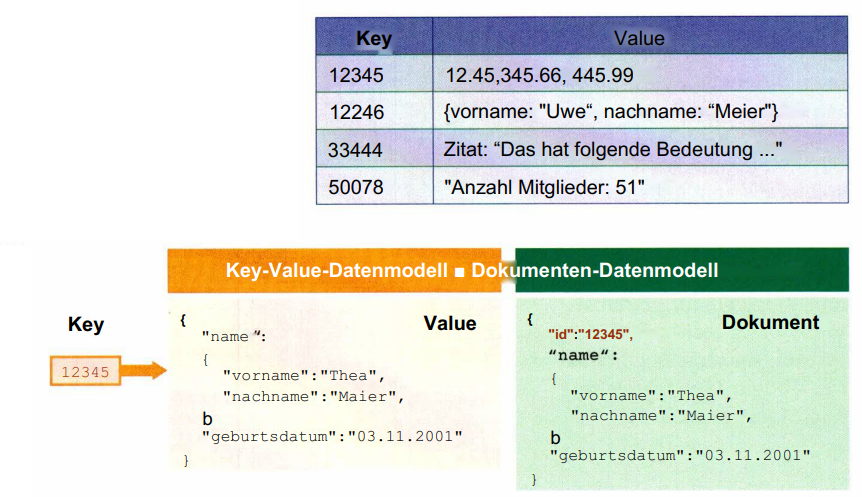 Key Value
12345 12.45,345.66, 445.99
12246 {vorname: "Uwe“, nachname: “Meier"}
33444 Zitat: “Das hat folgende Bedeutung ..."
50078 "Anzahl Mitglieder: 51"
Key-Value-Datenmodell ■ Dokumenten-Datenmodell
Key
12345
{ Value
"name“:
{
"vorname":"Thea",
"nachname":"Maier",
b
"geburtsdatum":"03.11.2001"
}
{ Dokument
"id":"12345",
“name“:
{
"vorname":"Thea",
"nachname":"Maier",
b
"geburtsdatum":"03.11.2001"
}